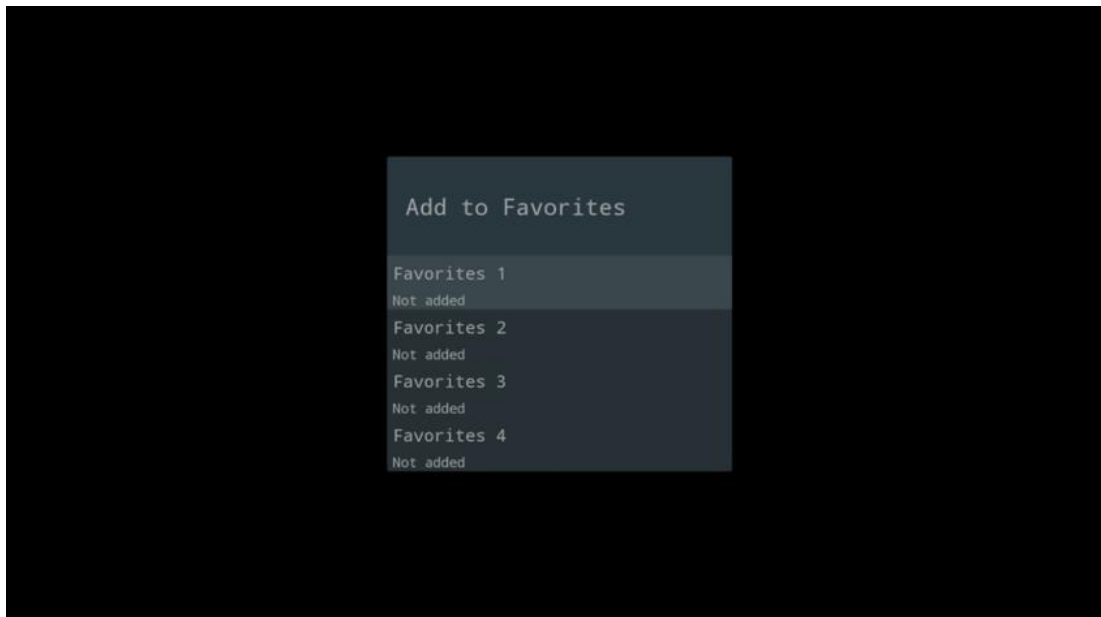 Add to Favorites
Favorites 1
Not added
Favorites 2
Not added
Favorites 3
Not added
Favorites 4
Not added